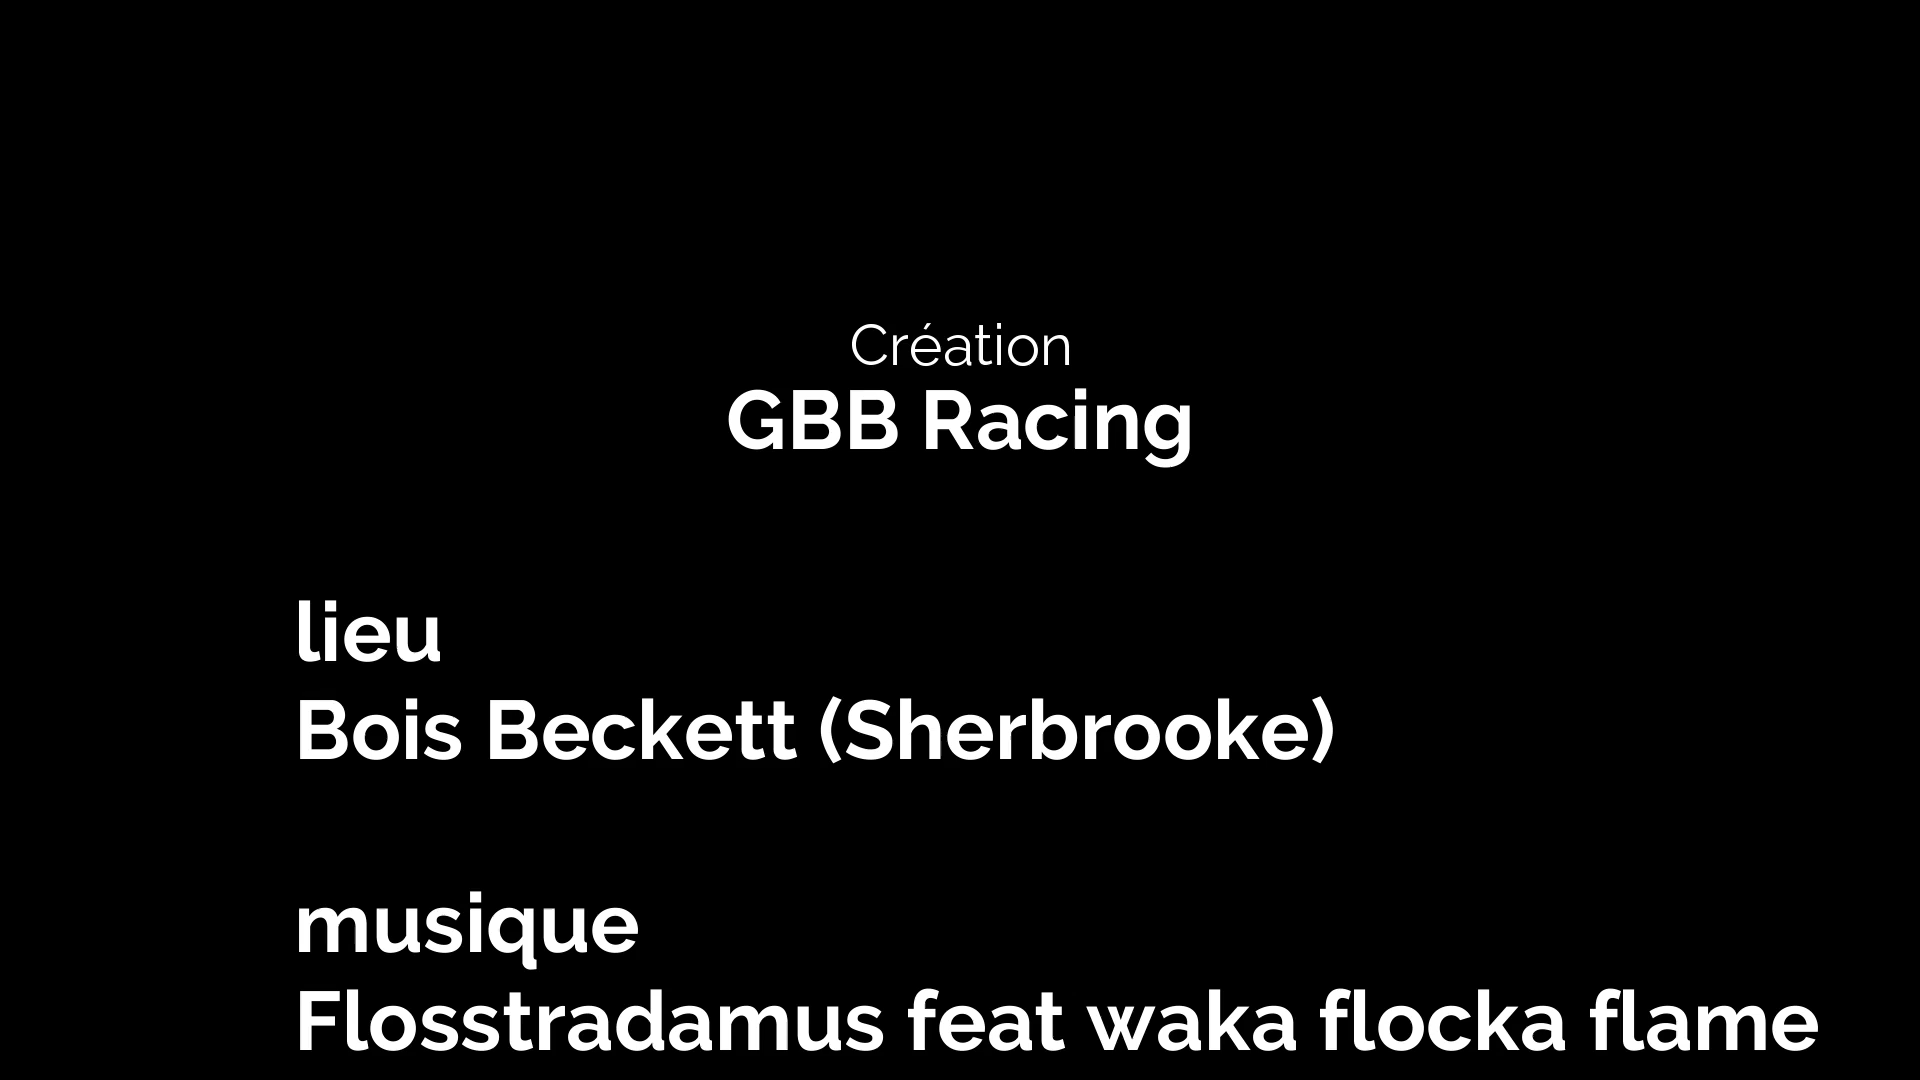 Création
GBB Racing
lieu
Bois Beckett (Sherbrooke)
musique
Flosstradamus feat waka flocka flame